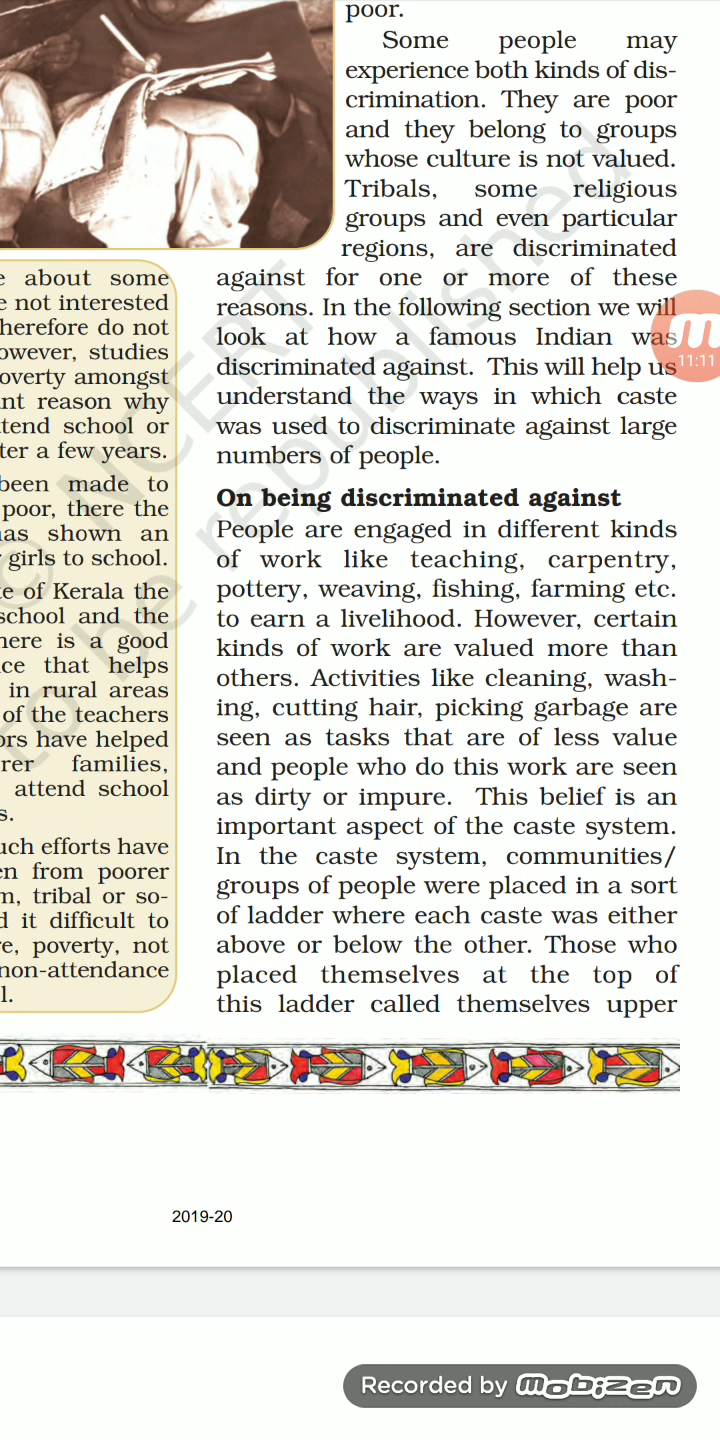 poor.
Some people may
experience both kinds of dis-
crimination. They are poor
and they belong to groups
whose culture is not valued.
Tribals, some religious
groups and even particular
regions, are discriminated
against for one or more of these
reasons. In the following section we will
look at how a famous Indian was
discriminated against. This will help us
understand the ways in which caste
was used to discriminate against large
numbers of people.
On being discriminated against
People are engaged in different kinds
of work like teaching, carpentry,
pottery, weaving, fishing, farming etc.
to earn a livelihood. However, certain
kinds of work are valued more than
others. Activities like cleaning, wash-
ing, cutting hair, picking garbage are
seen as tasks that are of less value
and people who do this work are seen
as dirty or impure. This belief is an
important aspect of the caste system.
In the caste system, communities/
groups of people were placed in a sort
of ladder where each caste was either
above or below the other. Those who
placed themselves at the top of
this ladder called themselves upper
e about some
e not interested
herefore do not
owever, studies
overty amongst
nt reason why
ttend school or
ter a few years.
been made to
poor, there the
has shown an
girls to school.
te of Kerala the
school and the
here is a good
ce that helps
in rural areas
of the teachers
ors have helped
rer families,
attend school
s.
uch efforts have
en from poorer
m, tribal or so-
d it difficult to
re, poverty, not
non-attendance
l.
© NCERT
to be republished
11:11
2019-20
Recorded by mobizen